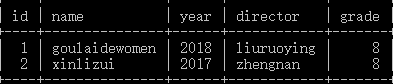 id | name | year | director | grade
1 | goulaidewomen | 2018 | liuruoying | 8
2 | xinlizui | 2017 | zhengnan | 8